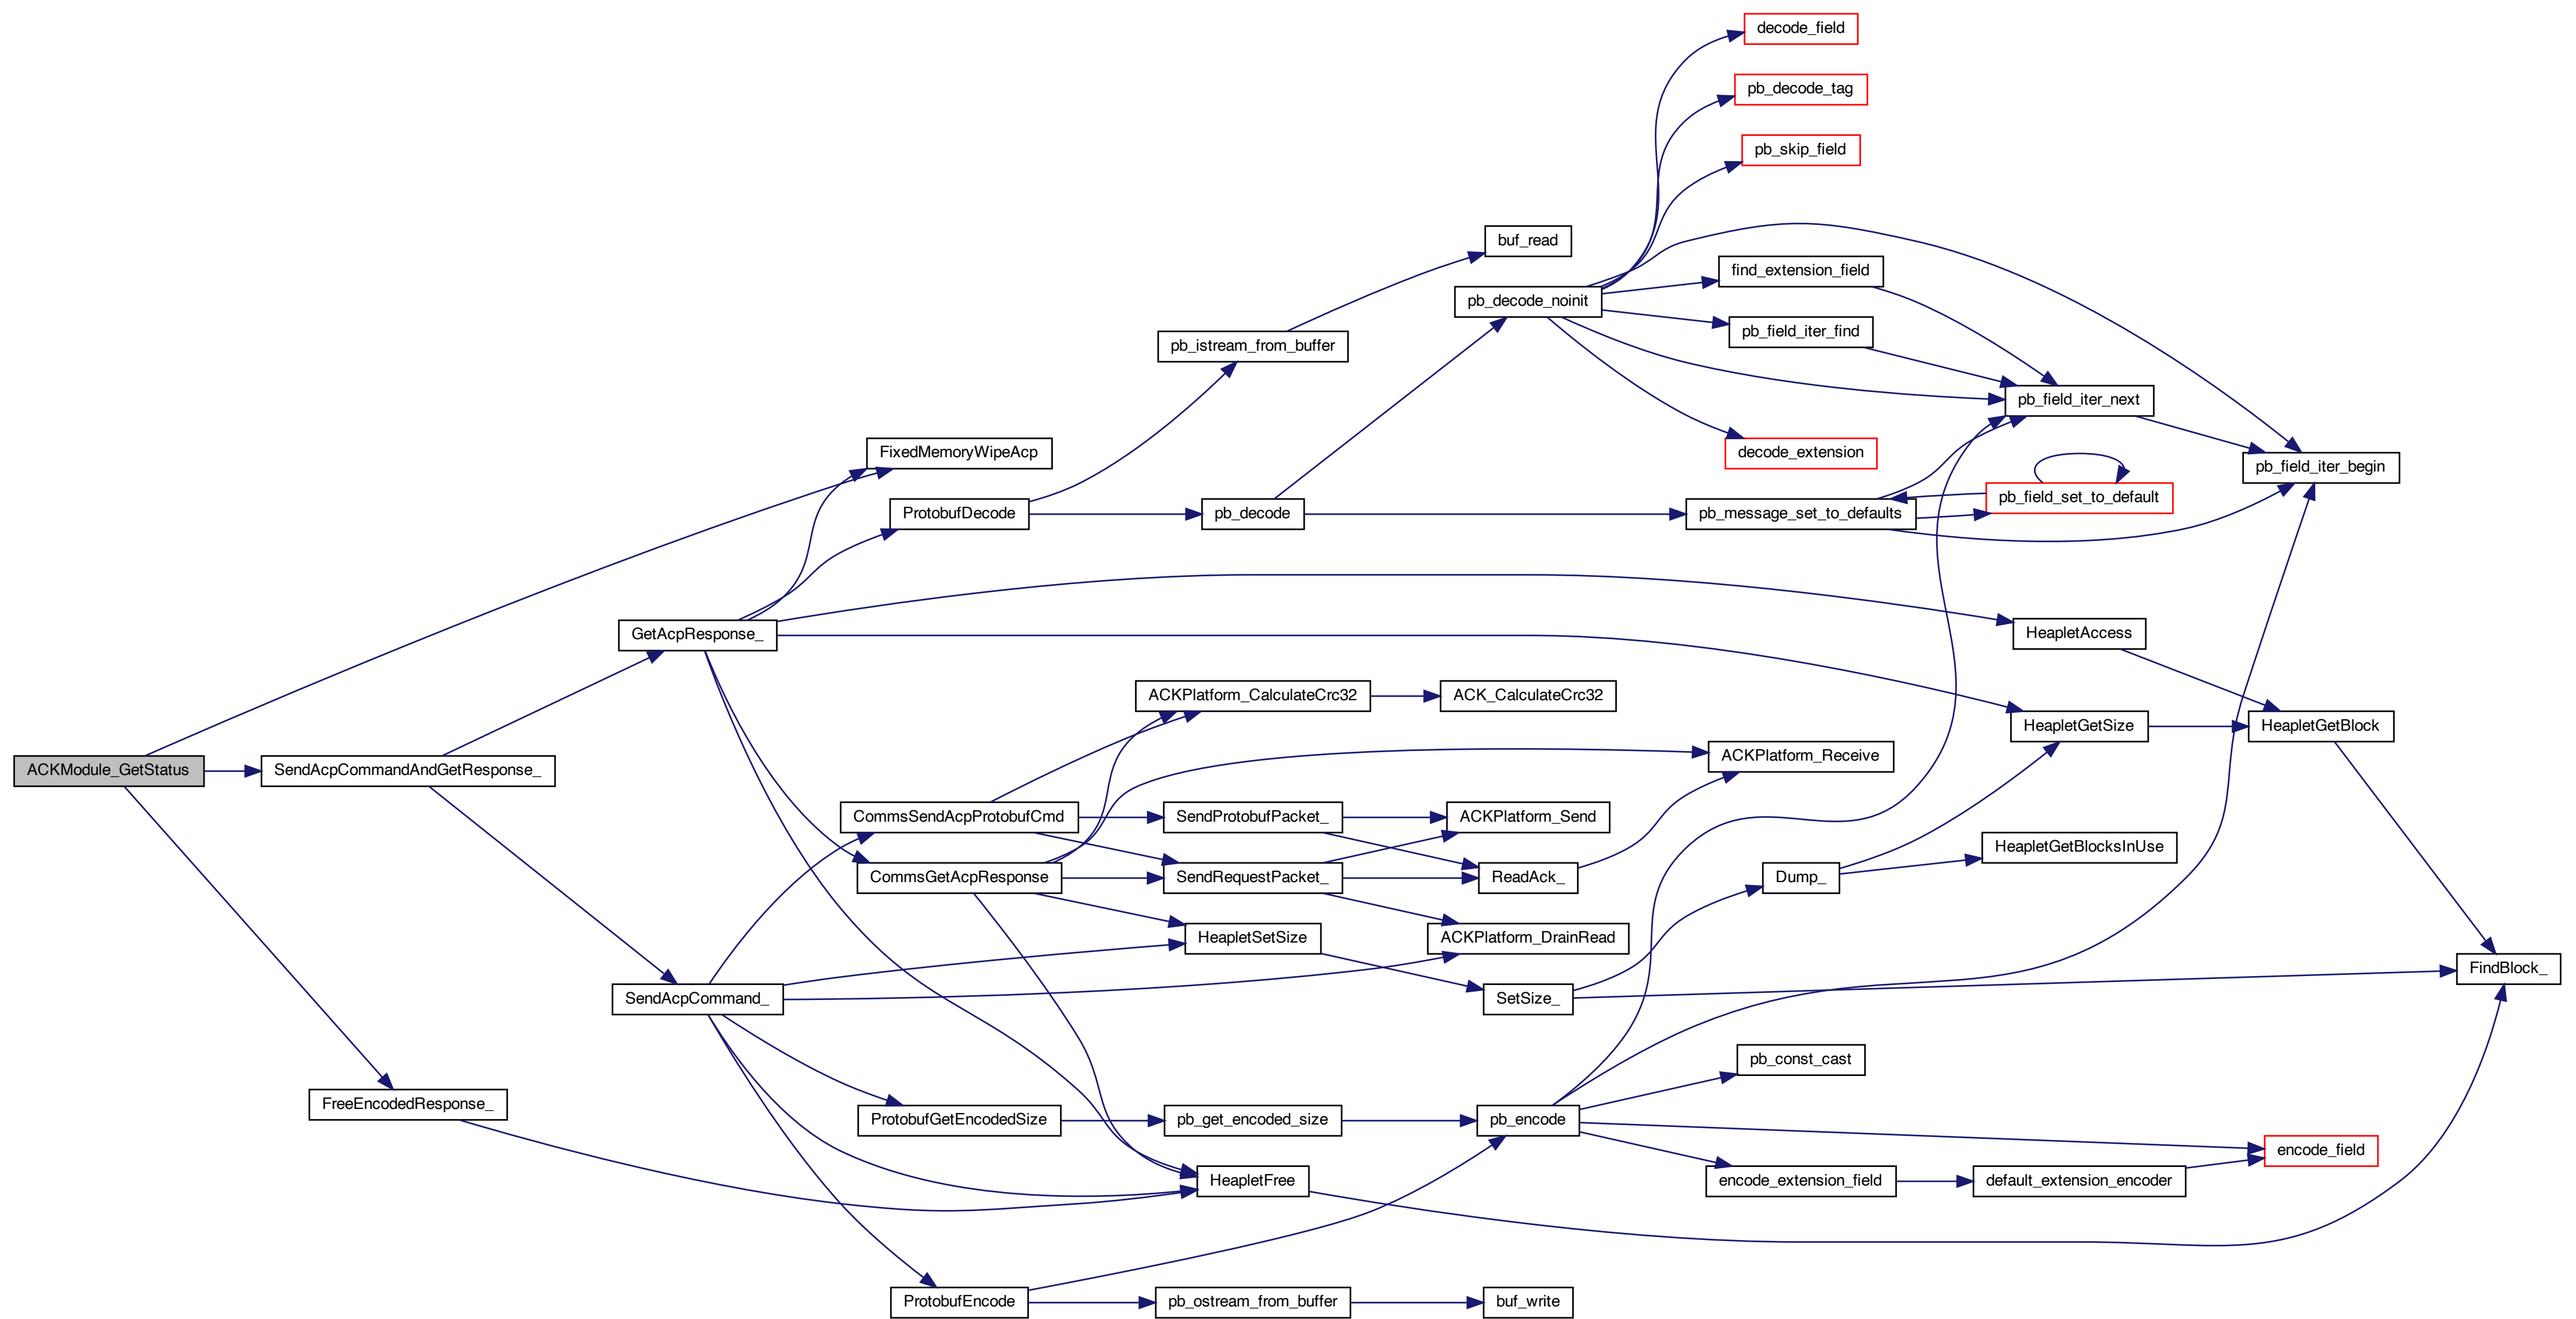 decode_field
pb_decode_tag
pb_skip_field
buf_read
find_extension_field
pb_decode_noinit
pb_field_iter_find
pb_istream_from_buffer
pb_field_iter_next
FixedMemoryWipeAcp
decode_extension
pb_field_iter_begin
pb_field_set_to_default
ProtobufDecode
pb_decode
pb_message_set_to_defaults
GetAcpResponse_
HeapletAccess
ACKPlatform_CalculateCrc32
ACK_CalculateCrc32
HeapletGetSize
HeapletGetBlock
ACKPlatform_Receive
ACKModule_GetStatus
SendAcpCommandAndGetResponse_
CommsSendAcpProtobufCmd
SendProtobufPacket_
ACKPlatform_Send
HeapletGetBlocksInUse
CommsGetAcpResponse
SendRequestPacket_
ReadAck_
Dump_
HeapletSetSize
ACKPlatform_DrainRead
FindBlock_
SendAcpCommand_
SetSize_
pb_const_cast
FreeEncodedResponse_
ProtobufGetEncodedSize
pb_get_encoded_size
pb_encode
encode_field
HeapletFree
encode_extension_field
default_extension_encoder
ProtobufEncode
pb_ostream_from_buffer
buf_write